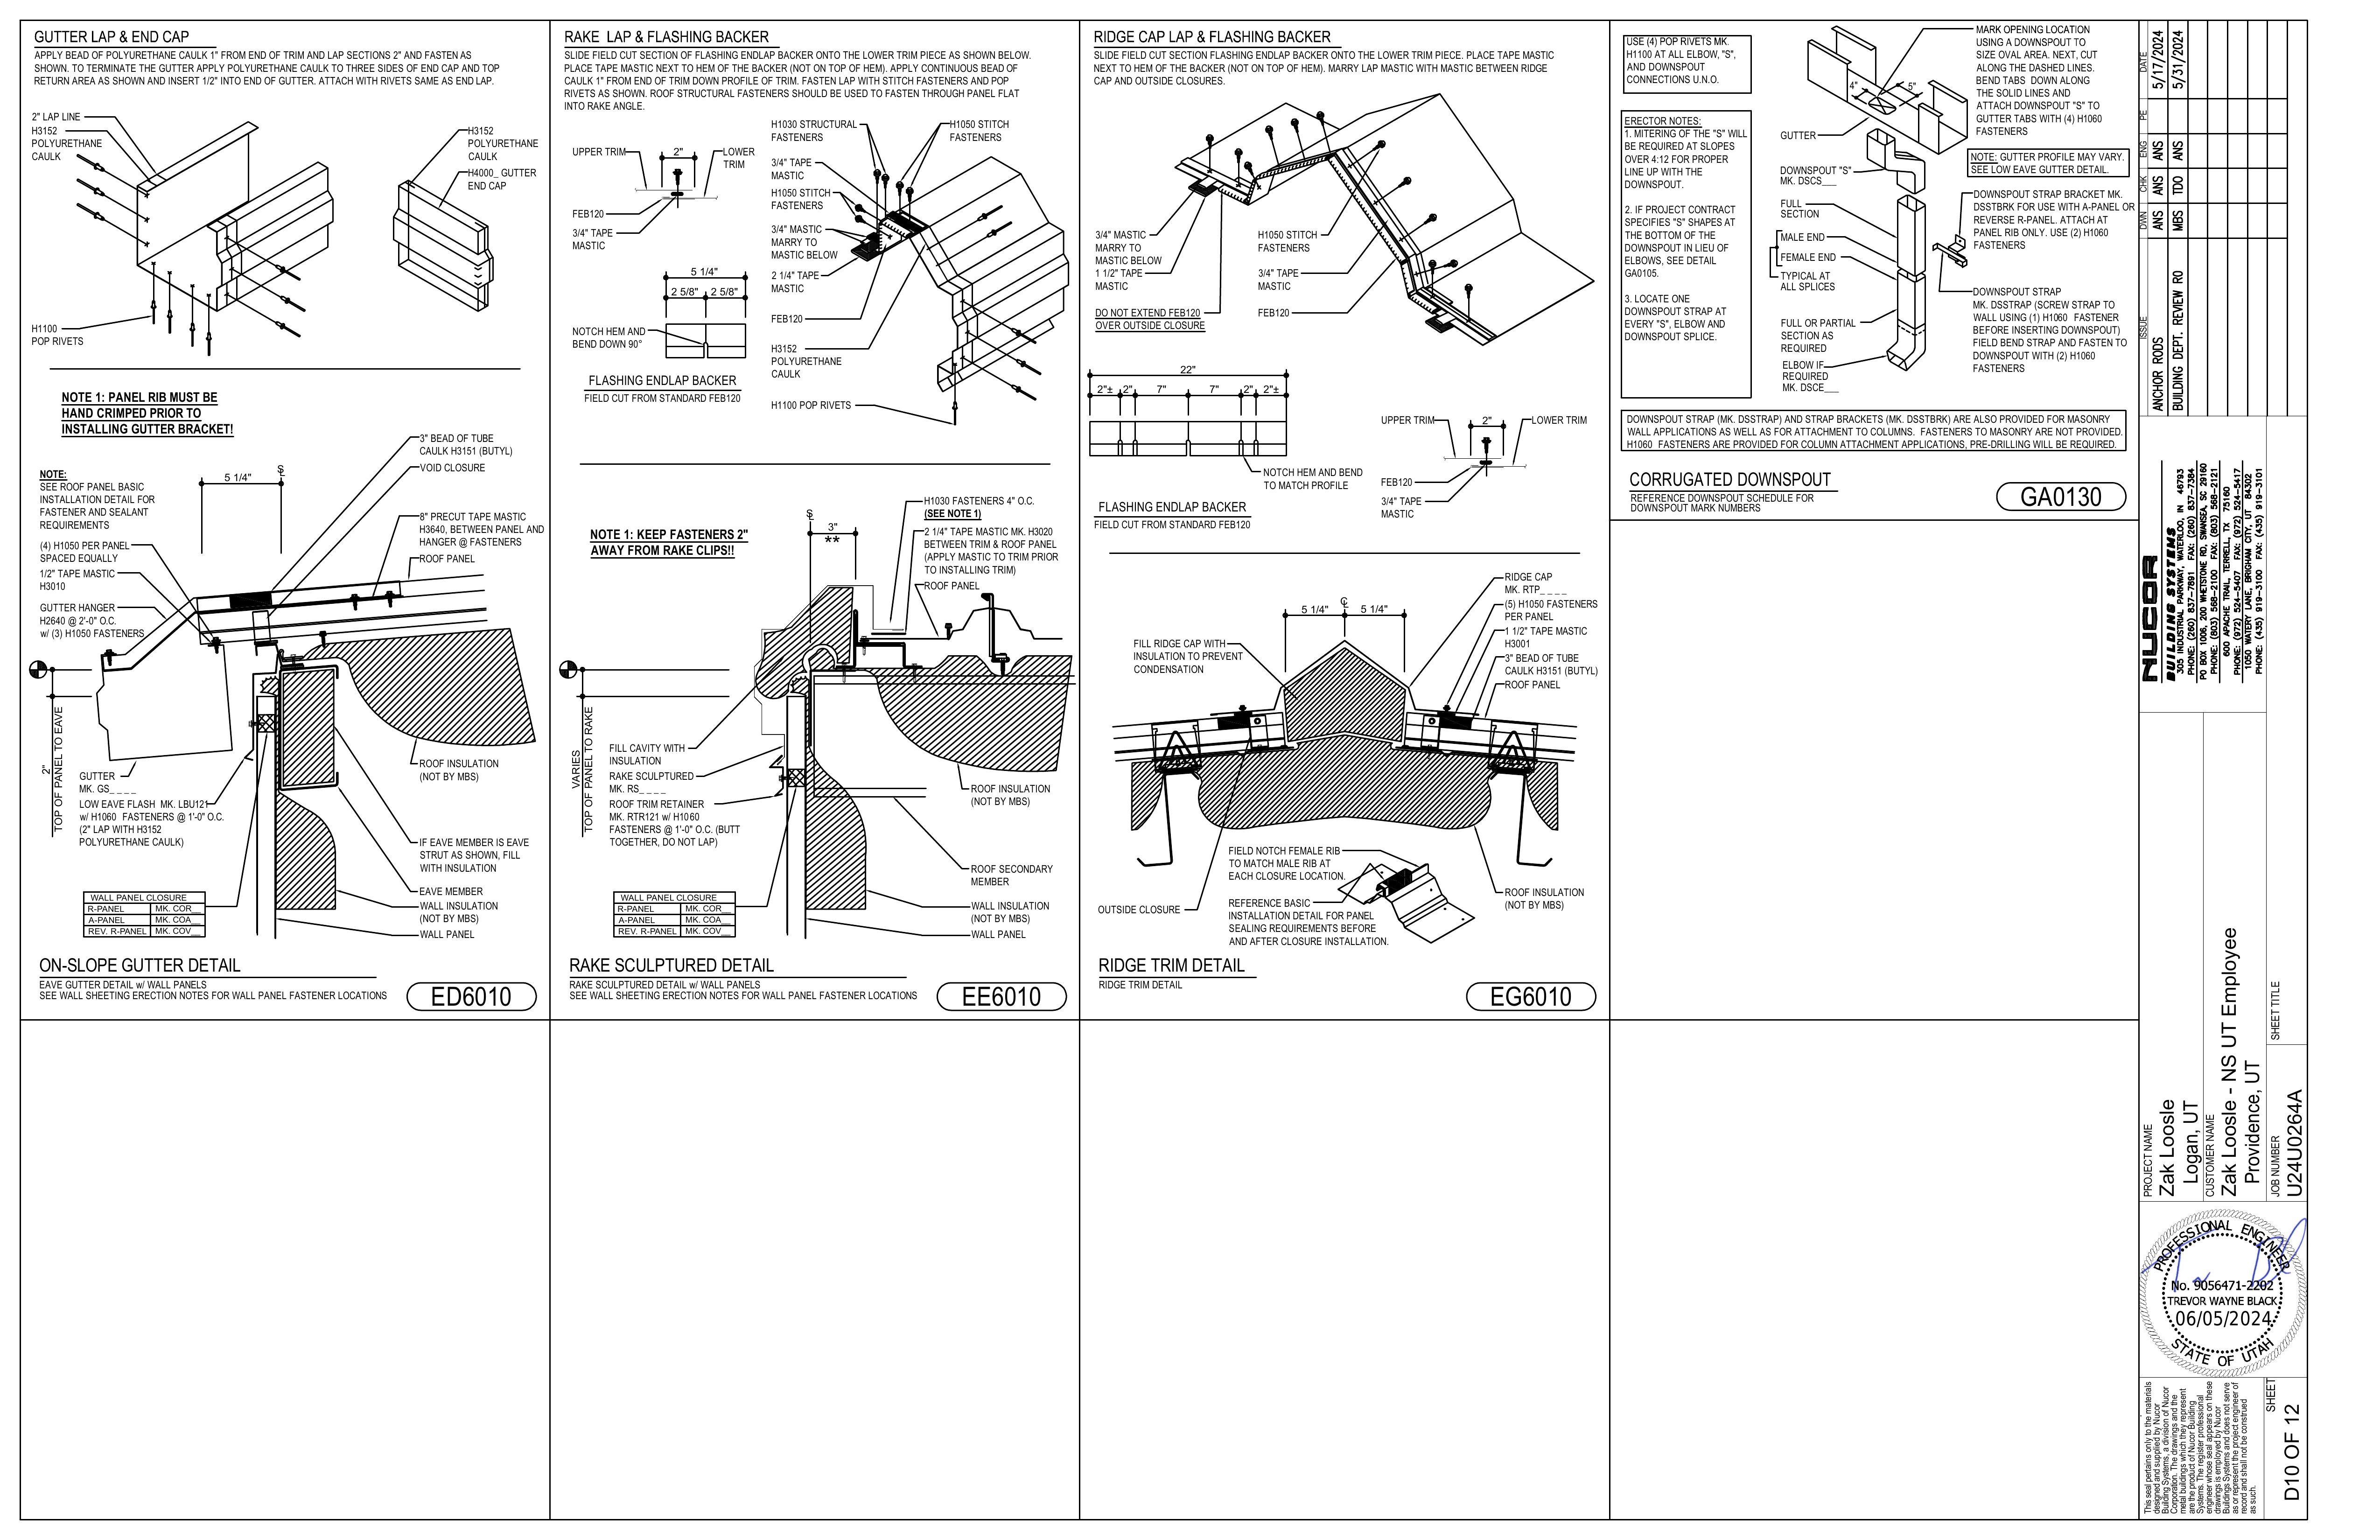 GUTTER LAP & END CAP
APPLY BEAD OF POLYURETHANE CAULK 1" FROM END OF TRIM AND LAP SECTIONS 2" AND FASTEN AS
SHOWN. TO TERMINATE THE GUTTER APPLY POLYURETHANE CAULK TO THREE SIDES OF END CAP AND TOP
RETURN AREA AS SHOWN AND INSERT 1/2" INTO END OF GUTTER. ATTACH WITH RIVETS SAME AS END LAP.
2" LAP LINE
H3152
POLYURETHANE
CAULK
H3152
POLYURETHANE
CAULK
H4000_ GUTTER
END CAP
H1100
POP RIVETS
NOTE 1: PANEL RIB MUST BE
HAND CRIMPED PRIOR TO
INSTALLING GUTTER BRACKET!
3" BEAD OF TUBE
CAULK H3151 (BUTYL)
VOID CLOSURE
5 1/4"
NOTE:
SEE ROOF PANEL BASIC
INSTALLATION DETAIL FOR
FASTENER AND SEALANT
REQUIREMENTS
8" PRECUT TAPE MASTIC
H3640, BETWEEN PANEL AND
HANGER @ FASTENERS
ROOF PANEL
(4) H1050 PER PANEL
SPACED EQUALLY
1/2" TAPE MASTIC
H3010
GUTTER HANGER
H2640 @ 2'-0" O.C.
w/ (3) H1050 FASTENERS
2"
TOP OF PANEL TO EAVE
GUTTER
MK. GS_ _ _ _
LOW EAVE FLASH MK. LBU121
w/ H1060 FASTENERS @ 1'-0" O.C.
(2" LAP WITH H3152
POLYURETHANE CAULK)
ROOF INSULATION
(NOT BY MBS)
IF EAVE MEMBER IS EAVE
STRUT AS SHOWN, FILL
WITH INSULATION
EAVE MEMBER
WALL INSULATION
(NOT BY MBS)
WALL PANEL
WALL PANEL CLOSURE
R-PANEL MK. COR__
A-PANEL MK. COA__
REV. R-PANEL MK. COV__
ON-SLOPE GUTTER DETAIL
EAVE GUTTER DETAIL w/ WALL PANELS
SEE WALL SHEETING ERECTION NOTES FOR WALL PANEL FASTENER LOCATIONS
ED6010
RAKE LAP & FLASHING BACKER
SLIDE FIELD CUT SECTION OF FLASHING ENDLAP BACKER ONTO THE LOWER TRIM PIECE AS SHOWN BELOW.
PLACE TAPE MASTIC NEXT TO HEM OF THE BACKER (NOT ON TOP OF HEM). APPLY CONTINUOUS BEAD OF
CAULK 1" FROM END OF TRIM DOWN PROFILE OF TRIM. FASTEN LAP WITH STITCH FASTENERS AND POP
RIVETS AS SHOWN. ROOF STRUCTURAL FASTENERS SHOULD BE USED TO FASTEN THROUGH PANEL FLAT
INTO RAKE ANGLE.
H1030 STRUCTURAL
FASTENERS
H1050 STITCH
FASTENERS
UPPER TRIM
2"
LOWER
TRIM
3/4" TAPE
MASTIC
H1050 STITCH
FASTENERS
FEB120
3/4" TAPE
MASTIC
3/4" MASTIC
MARRY TO
MASTIC BELOW
2 1/4" TAPE
MASTIC
5 1/4"
2 5/8" 2 5/8"
FEB120
NOTCH HEM AND
BEND DOWN 90°
H3152
POLYURETHANE
CAULK
FLASHING ENDLAP BACKER
FIELD CUT FROM STANDARD FEB120
H1100 POP RIVETS
NOTE 1: KEEP FASTENERS 2"
AWAY FROM RAKE CLIPS!!
3"
**
H1030 FASTENERS 4" O.C.
(SEE NOTE 1)
2 1/4" TAPE MASTIC MK. H3020
BETWEEN TRIM & ROOF PANEL
(APPLY MASTIC TO TRIM PRIOR
TO INSTALLING TRIM)
ROOF PANEL
VARIES
TOP OF PANEL TO RAKE
FILL CAVITY WITH
INSULATION
RAKE SCULPTURED
MK. RS_ _ _ _
ROOF TRIM RETAINER
MK. RTR121 w/ H1060
FASTENERS @ 1'-0" O.C. (BUTT
TOGETHER, DO NOT LAP)
ROOF INSULATION
(NOT BY MBS)
ROOF SECONDARY
MEMBER
WALL INSULATION
(NOT BY MBS)
WALL PANEL
WALL PANEL CLOSURE
R-PANEL MK. COR__
A-PANEL MK. COA__
REV. R-PANEL MK. COV__
RAKE SCULPTURED DETAIL
RAKE SCULPTURED DETAIL w/ WALL PANELS
SEE WALL SHEETING ERECTION NOTES FOR WALL PANEL FASTENER LOCATIONS
EE6010
RIDGE CAP LAP & FLASHING BACKER
SLIDE FIELD CUT SECTION FLASHING ENDLAP BACKER ONTO THE LOWER TRIM PIECE. PLACE TAPE MASTIC
NEXT TO HEM OF THE BACKER (NOT ON TOP OF HEM). MARRY LAP MASTIC WITH MASTIC BETWEEN RIDGE
CAP AND OUTSIDE CLOSURES.
3/4" MASTIC
MARRY TO
MASTIC BELOW
1 1/2" TAPE
MASTIC
H1050 STITCH
FASTENERS
3/4" TAPE
MASTIC
DO NOT EXTEND FEB120
OVER OUTSIDE CLOSURE
FEB120
22"
2"± 2" 7" 7" 2" 2"±
NOTCH HEM AND BEND
TO MATCH PROFILE
UPPER TRIM
2"
LOWER TRIM
FEB120
3/4" TAPE
MASTIC
FLASHING ENDLAP BACKER
FIELD CUT FROM STANDARD FEB120
RIDGE CAP
MK. RTP_ _ _ _
(5) H1050 FASTENERS
PER PANEL
1 1/2" TAPE MASTIC
H3001
3" BEAD OF TUBE
CAULK H3151 (BUTYL)
ROOF PANEL
5 1/4" 5 1/4"
FILL RIDGE CAP WITH
INSULATION TO PREVENT
CONDENSATION
FIELD NOTCH FEMALE RIB
TO MATCH MALE RIB AT
EACH CLOSURE LOCATION.
ROOF INSULATION
(NOT BY MBS)
OUTSIDE CLOSURE
REFERENCE BASIC
INSTALLATION DETAIL FOR PANEL
SEALING REQUIREMENTS BEFORE
AND AFTER CLOSURE INSTALLATION.
RIDGE TRIM DETAIL
RIDGE TRIM DETAIL
EG6010
USE (4) POP RIVETS MK.
H1100 AT ALL ELBOW, "S",
AND DOWNSPOUT
CONNECTIONS U.N.O.
ERECTOR NOTES:
1. MITERING OF THE "S" WILL
BE REQUIRED AT SLOPES
OVER 4:12 FOR PROPER
LINE UP WITH THE
DOWNSPOUT.
2. IF PROJECT CONTRACT
SPECIFIES "S" SHAPES AT
THE BOTTOM OF THE
DOWNSPOUT IN LIEU OF
ELBOWS, SEE DETAIL
GA0105.
3. LOCATE ONE
DOWNSPOUT STRAP AT
EVERY "S", ELBOW AND
DOWNSPOUT SPLICE.
MARK OPENING LOCATION
USING A DOWNSPOUT TO
SIZE OVAL AREA. NEXT, CUT
ALONG THE DASHED LINES.
BEND TABS DOWN ALONG
THE SOLID LINES AND
ATTACH DOWNSPOUT "S" TO
GUTTER TABS WITH (4) H1060
FASTENERS
4" 5"
GUTTER
NOTE: GUTTER PROFILE MAY VARY.
SEE LOW EAVE GUTTER DETAIL.
DOWNSPOUT "S"
MK. DSCS___
DOWNSPOUT STRAP BRACKET MK.
DSSTBRK FOR USE WITH A-PANEL OR
REVERSE R-PANEL. ATTACH AT
PANEL RIB ONLY. USE (2) H1060
FASTENERS
FULL
SECTION
MALE END
FEMALE END
TYPICAL AT
ALL SPLICES
DOWNSPOUT STRAP
MK. DSSTRAP (SCREW STRAP TO
WALL USING (1) H1060 FASTENER
BEFORE INSERTING DOWNSPOUT)
FIELD BEND STRAP AND FASTEN TO
DOWNSPOUT WITH (2) H1060
FASTENERS
FULL OR PARTIAL
SECTION AS
REQUIRED
ELBOW IF
REQUIRED
MK. DSCE___
DOWNSPOUT STRAP (MK. DSSTRAP) AND STRAP BRACKETS (MK. DSSTBRK) ARE ALSO PROVIDED FOR MASONRY
WALL APPLICATIONS AS WELL AS FOR ATTACHMENT TO COLUMNS. FASTENERS TO MASONRY ARE NOT PROVIDED.
H1060 FASTENERS ARE PROVIDED FOR COLUMN ATTACHMENT APPLICATIONS, PRE-DRILLING WILL BE REQUIRED.
CORRUGATED DOWNSPOUT
REFERENCE DOWNSPOUT SCHEDULE FOR
DOWNSPOUT MARK NUMBERS
GA0130
ISSUE DWN CHK ENG PE DATE
ANCHOR RODS ANS ANS ANS 5/17/2024
BUILDING DEPT. REVIEW R0 MBS TDO ANS 5/31/2024
NUCOR
BUILDING SYSTEMS
305 INDUSTRIAL PARKWAY, WATERLOO, IN 46793
PHONE: (260) 837-7891 FAX: (260) 837-7384
PO BOX 1006, 200 WHETSTONE RD, SWANSEA, SC 29160
PHONE: (803) 568-2100 FAX: (803) 568-2121
600 APACHE TRAIL, TERRELL, TX 75160
PHONE: (972) 524-5407 FAX: (972) 524-5417
1050 WATERY LANE, BRIGHAM CITY, UT 84302
PHONE: (435) 919-3100 FAX: (435) 919-3101
PROJECT NAME
Zak Loosle
Logan, UT
CUSTOMER NAME
Zak Loosle - NS UT Employee
Providence, UT
JOB NUMBER
U24U0264A
SHEET TITLE
PROFESSIONAL ENGINEER
No. 9056471-2202
TREVOR WAYNE BLACK
06/05/2024
STATE OF UTAH
This seal pertains only to the materials
designed and supplied by Nucor
Building Systems, a division of Nucor
Corporation. The drawings and the
metal buildings which they represent
are the product of Nucor Building
Systems. The register professional
engineer whose seal appears on these
drawings is employed by Nucor
Buildings Systems and does not serve
as or represent the project engineer of
record and shall not be construed
as such.
SHEET
D10 OF 12